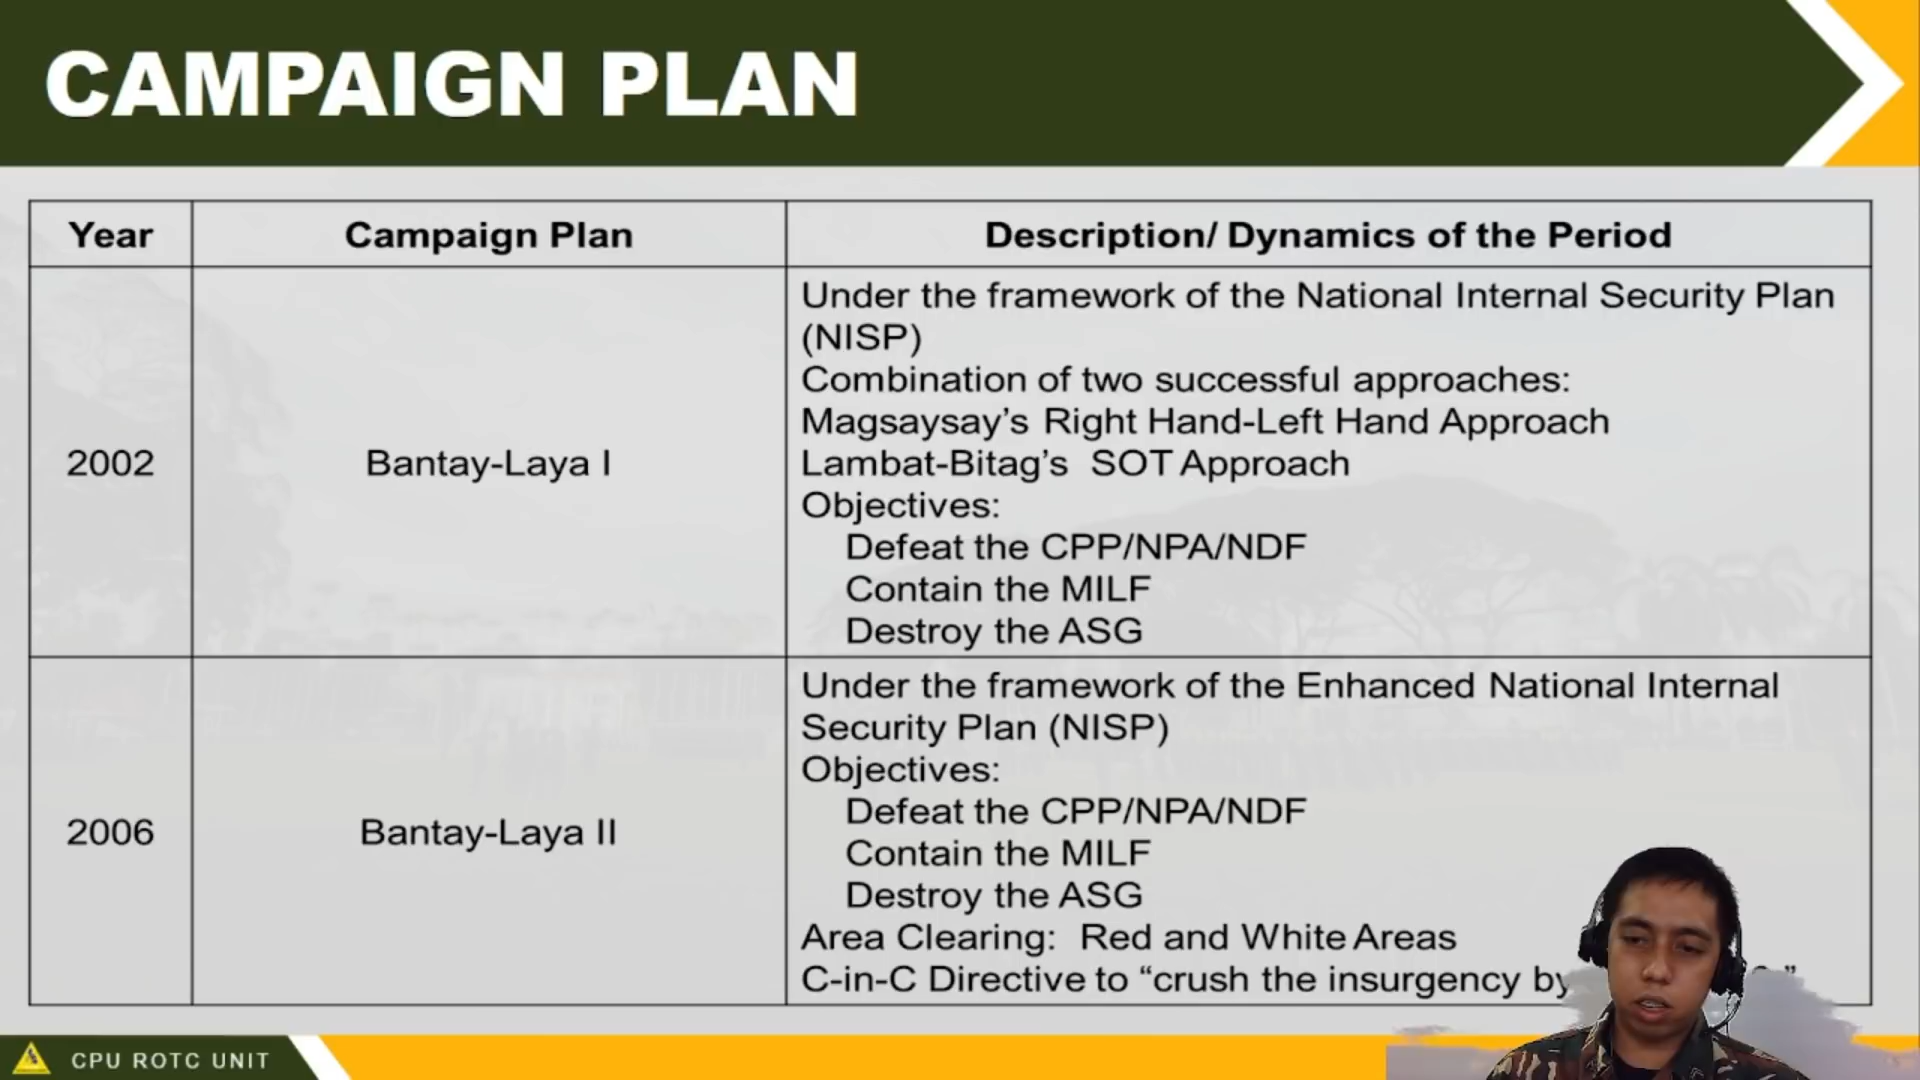 CAMPAIGN PLAN
Year
Campaign Plan
Description/ Dynamics of the Period
2002
Bantay-Laya I
Under the framework of the National Internal Security Plan
(NISP)
Combination of two successful approaches:
Magsaysay’s Right Hand-Left Hand Approach
Lambat-Bitag’s SOT Approach
Objectives:
Defeat the CPP/NPA/NDF
Contain the MILF
Destroy the ASG
2006
Bantay-Laya II
Under the framework of the Enhanced National Internal
Security Plan (NISP)
Objectives:
Defeat the CPP/NPA/NDF
Contain the MILF
Destroy the ASG
Area Clearing: Red and White Areas
C-in-C Directive to “crush the insurgency by
CPU ROTC UNIT